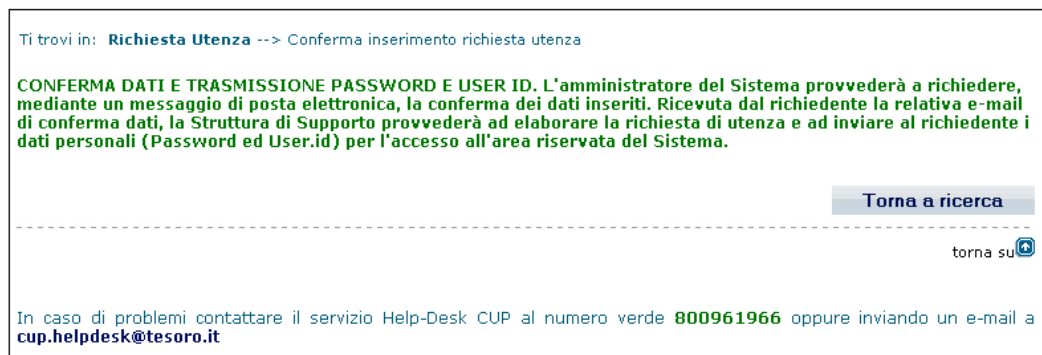 Ti trovi in: Richiesta Utenza --> Conferma inserimento richiesta utenza
CONFERMA DATI E TRASMISSIONE PASSWORD E USER ID. L'amministratore del Sistema provvederà a richiedere,
mediante un messaggio di posta elettronica, la conferma dei dati inseriti. Ricevuta dal richiedente la relativa e-mail
di conferma dati, la Struttura di Supporto provvederà ad elaborare la richiesta di utenza e ad inviare al richiedente i
dati personali (Password ed User.id) per l'accesso all'area riservata del Sistema.
Torna a ricerca
torna su
In caso di problemi contattare il servizio Help-Desk CUP al numero verde 800961966 oppure inviando un e-mail a
cup.helpdesk@tesoro.it